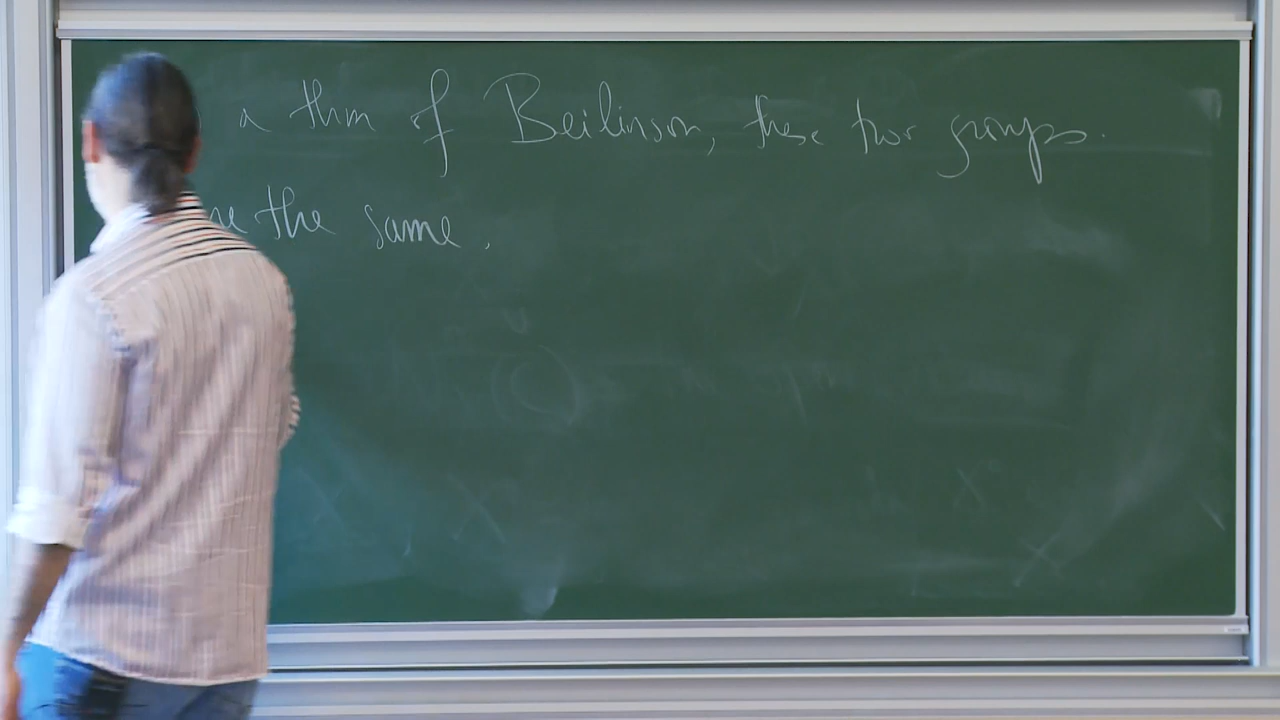 a thm of Beilinson, these two groups.
the same.